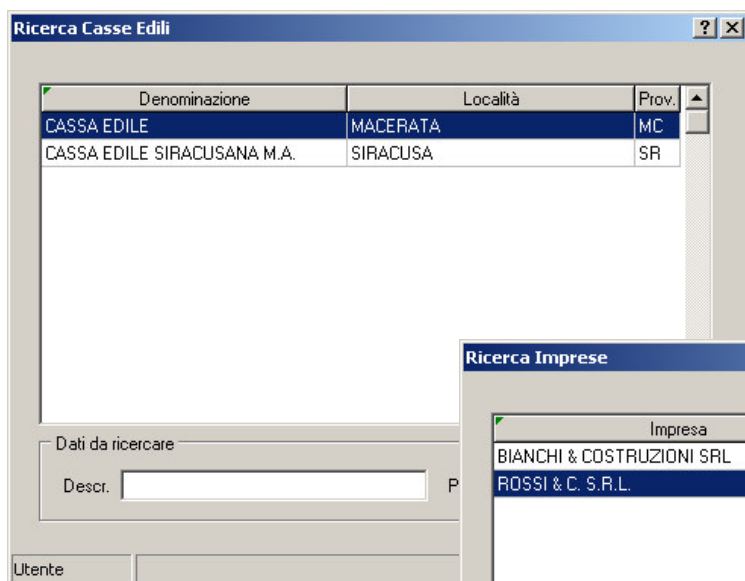 Ricerca Casse Edili
Denominazione Località Prov.
CASSA EDILE MACERATA MC
CASSA EDILE SIRACUSANA M.A. SIRACUSA SR
Ricerca Imprese
Impresa
BIANCHI & COSTRUZIONI SRL
ROSSI & C. S.R.L.
Dati da ricercare
Descr. P
Utente